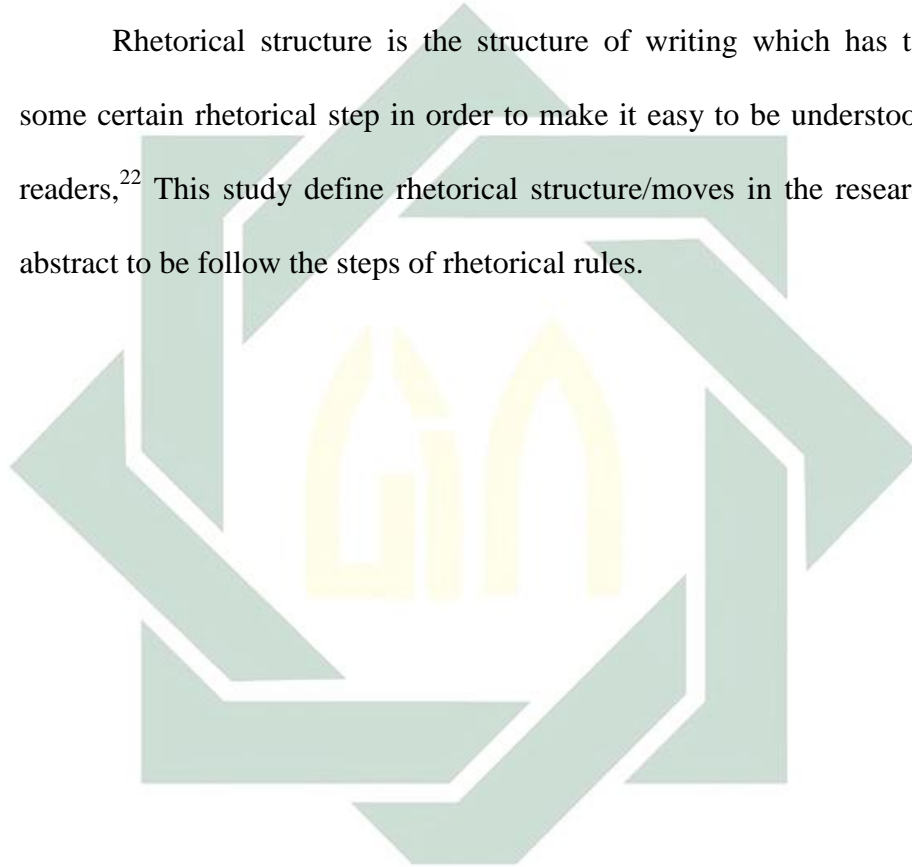 Rhetorical structure is the structure of writing which has
some certain rhetorical step in order to make it easy to be
readers,22 This study define rhetorical structure/moves in the
abstract to be follow the steps of rhetorical rules.